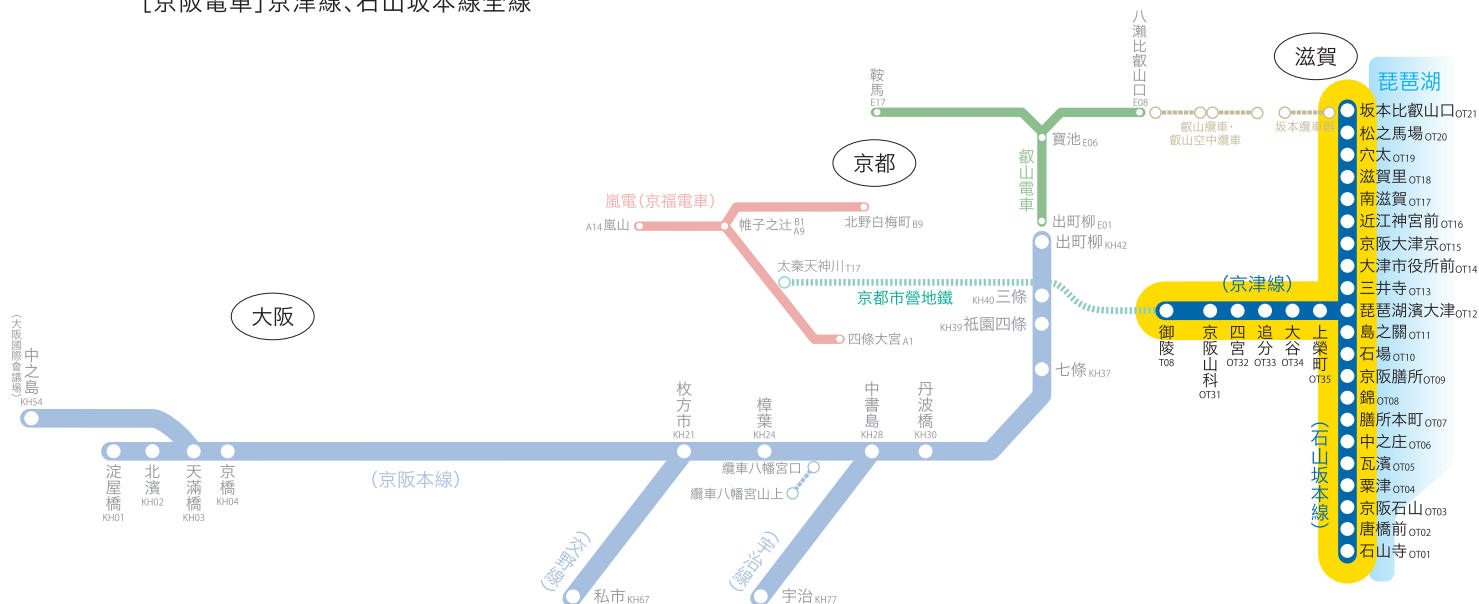 [京阪電車]京津線、石山坂本線全線
滋賀
琵琶湖
京都
大阪
八瀨比叡山口
E08
鞍馬
E17
寶池 E06
叡山電車
叡山纜車・
叡山空中纜車
出町柳 E01
出町柳 KH42
嵐電(京福電車)
A14 嵐山
帷子之辻 B1
A9
北野白梅町 B9
太秦天神川 T17
四條大宮 A1
京都市營地鐵
KH40 三條
KH39 祇園四條
七條 KH37
(京津線)
御陵
T08
京阪山科
OT31
四宮
OT32
追分
OT33
大谷
OT34
上榮町
OT35
坂本比叡山口 OT21
松之馬場 OT20
穴太 OT19
滋賀里 OT18
南滋賀 OT17
近江神宮前 OT16
京阪大津京 OT15
大津市役所前 OT14
三井寺 OT13
琵琶湖濱大津 OT12
島之關 OT11
石場 OT10
京阪膳所 OT09
錦 OT08
膳所本町 OT07
中之庄 OT06
瓦濱 OT05
粟津 OT04
京阪石山 OT03
唐橋前 OT02
石山寺 OT01
(石山坂本線)
(大阪國際會議場)
中之島
KH54
淀屋橋
KH01
北濱
KH02
天滿橋
KH03
京橋
KH04
(京阪本線)
枚方市
KH21
樟葉
KH24
中書島
KH28
丹波橋
KH30
纜車八幡宮口
纜車八幡宮山上
(交野線)
私市 KH67
(宇治線)
宇治 KH77